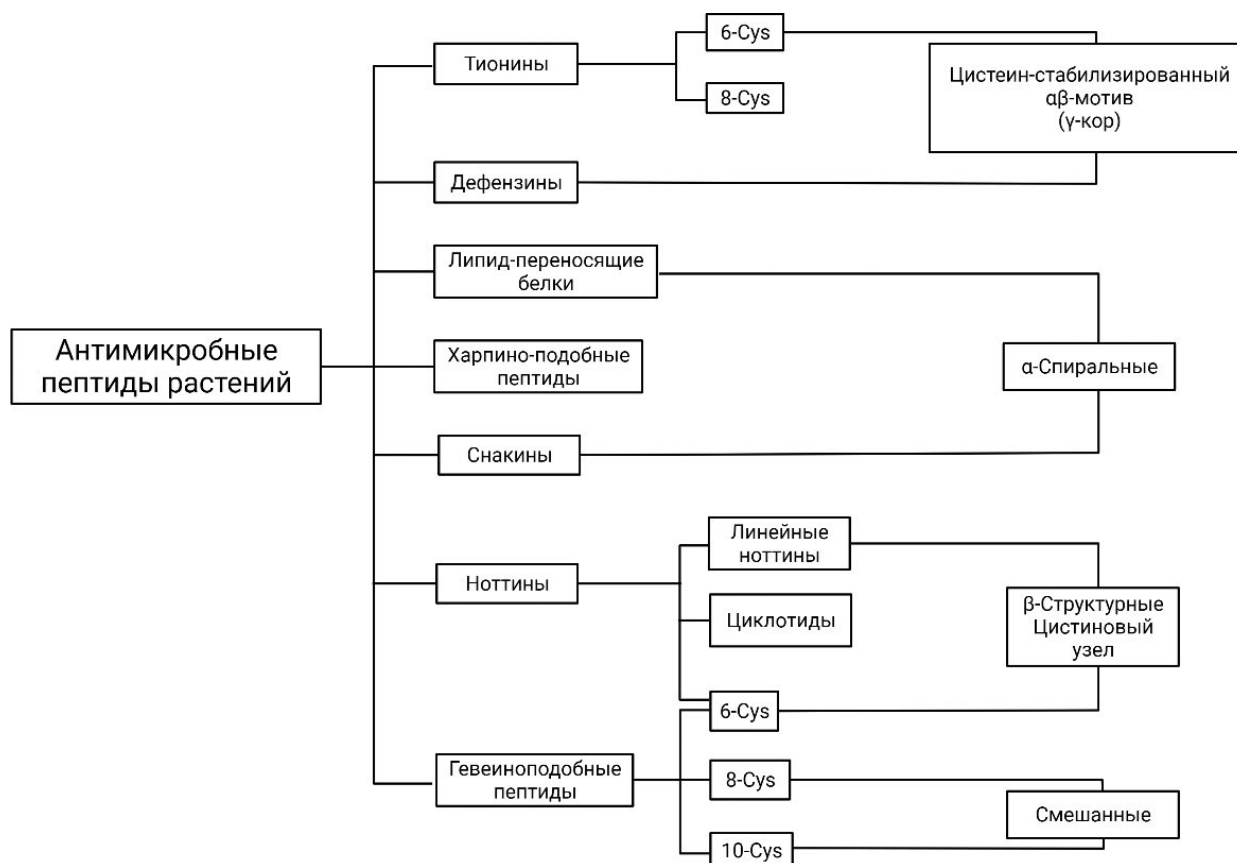 Антимикробные
пептиды растений
Тионины
6-Cys
8-Cys
Цистеин-стабилизированный
αβ-мотив
(γ-кор)
Дефензины
Липид-переносящие
белки
Харпино-подобные
пептиды
α-Спиральные
Снакины
Ноттины
Линейные
ноттины
Циклотиды
β-Структурные
Цистиновый
узел
6-Cys
Гевеиноподобные
пептиды
8-Cys
10-Cys
Смешанные